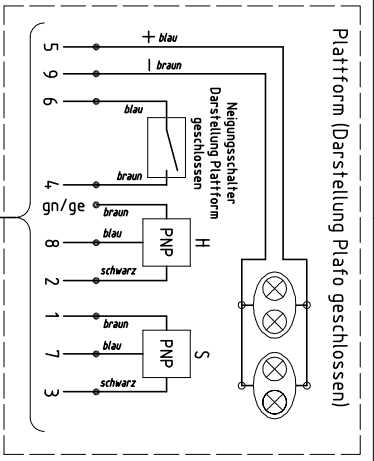 Plattform (Darstellung Plafo geschlossen)
5
+ blau
9
- braun
6
blau
Neigungsschalter
Darstellung Plattform
geschlossen
4
braun
gn/ge
braun
H
8
blau
PNP
2
schwarz
1
braun
S
7
blau
PNP
3
schwarz